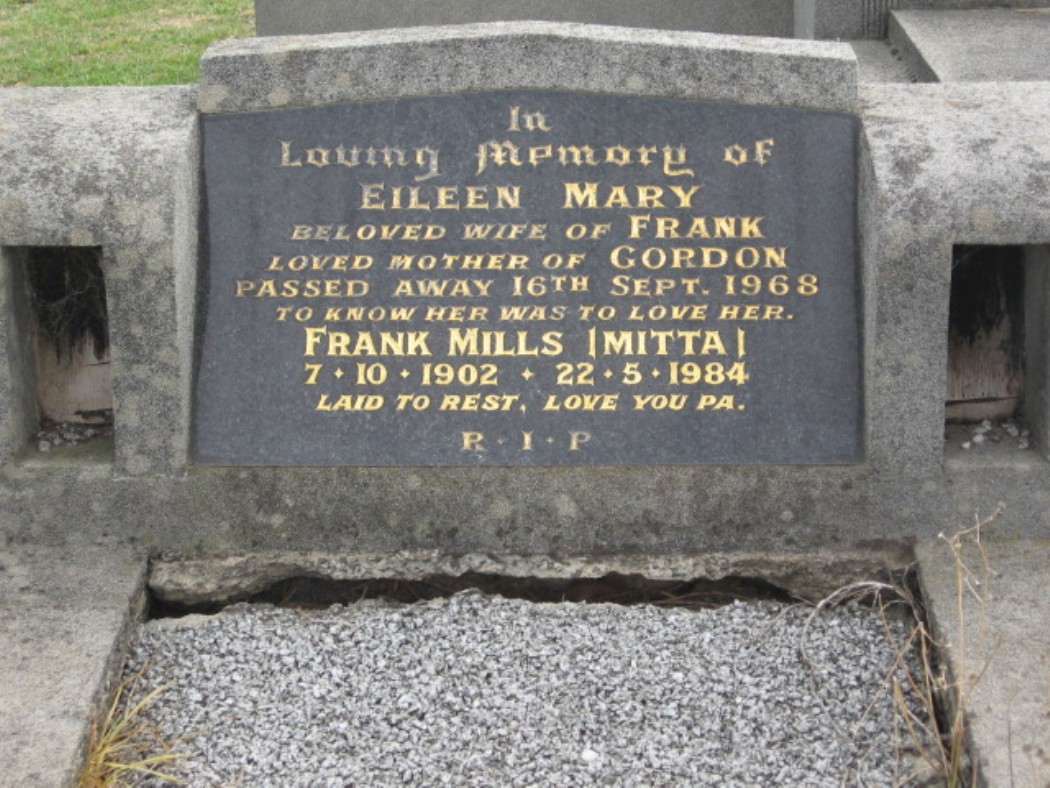 In
Loving Memory of
EILEEN MARY
BELOVED WIFE OF FRANK
LOVED MOTHER OF GORDON
PASSED AWAY 16TH SEPT. 1968
TO KNOW HER WAS TO LOVE HER.
FRANK MILLS (MITTA)
7 · 10 · 1902 · 22 · 5 · 1984
LAID TO REST, LOVE YOU PA.
R · I · P